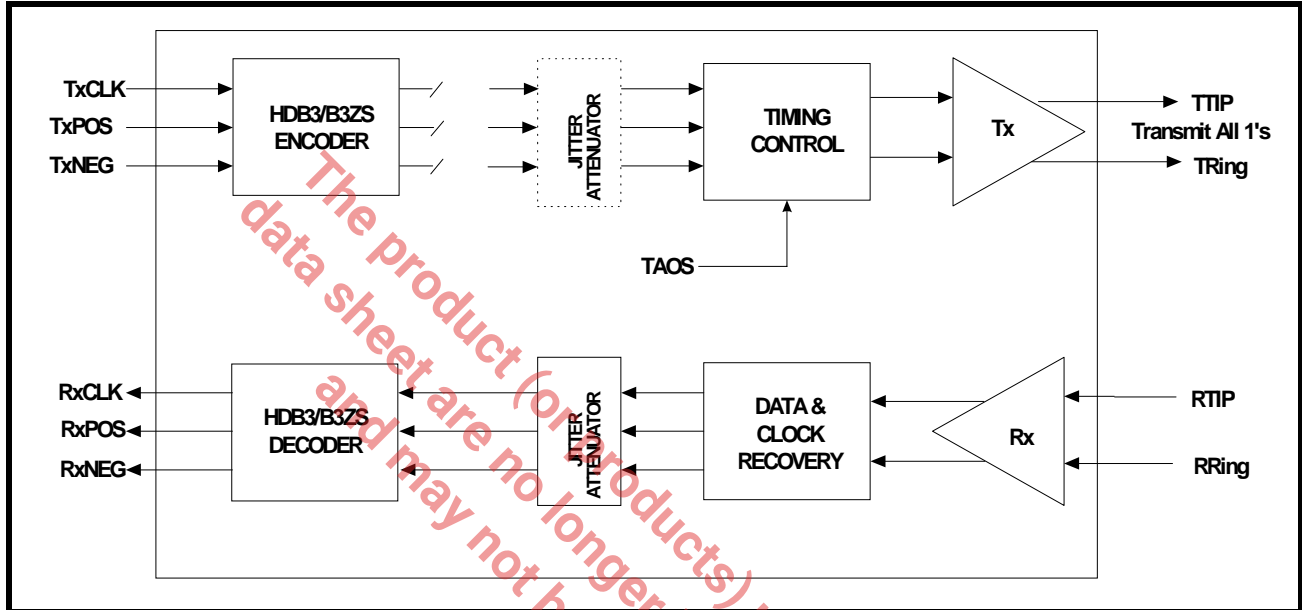 TxCLK
TxPOS
TxNEG
HDB3/B3ZS
ENCODER
JITTER
ATTENUATOR
TIMING
CONTROL
Tx
TTIP
Transmit All 1's
TRing
TAOS
RxCLK
RxPOS
RxNEG
HDB3/B3ZS
DECODER
JITTER
ATTENUATOR
DATA &
CLOCK
RECOVERY
Rx
RTIP
RRing
The product (or products)
data sheet are no longer
and may not